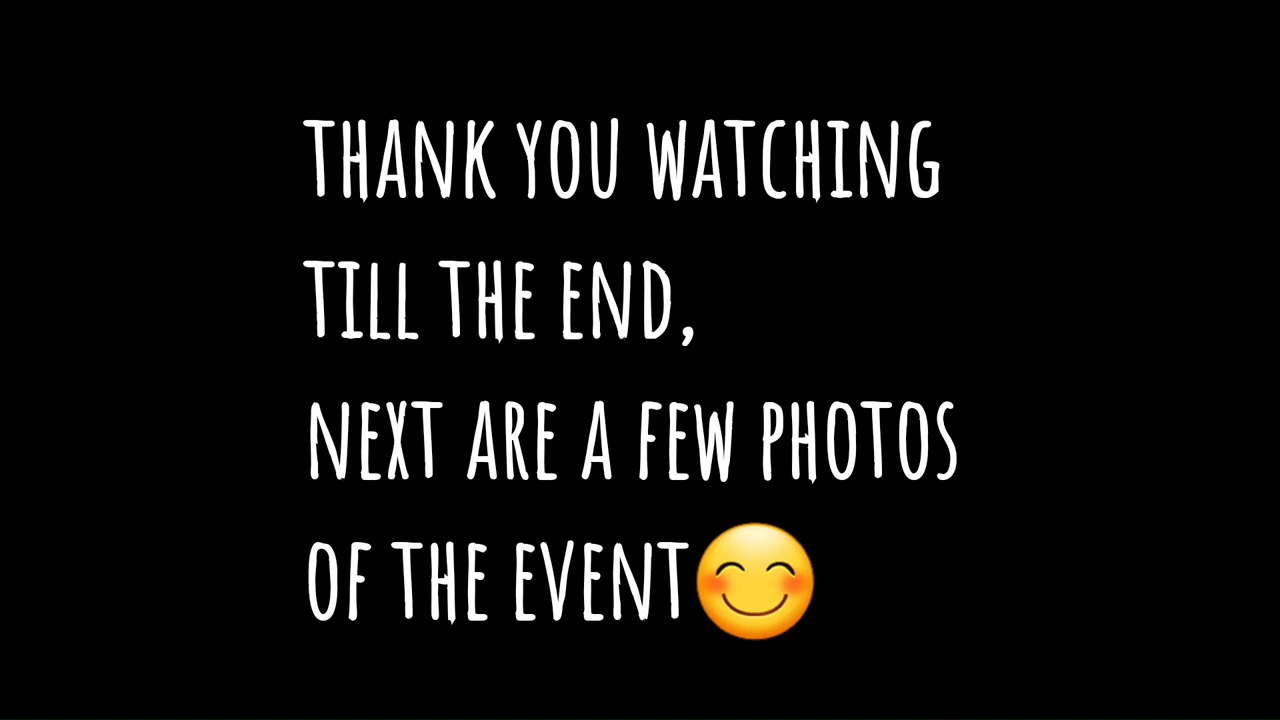 THANK YOU WATCHING
TILL THE END,
NEXT ARE A FEW PHOTOS
OF THE EVENT😊